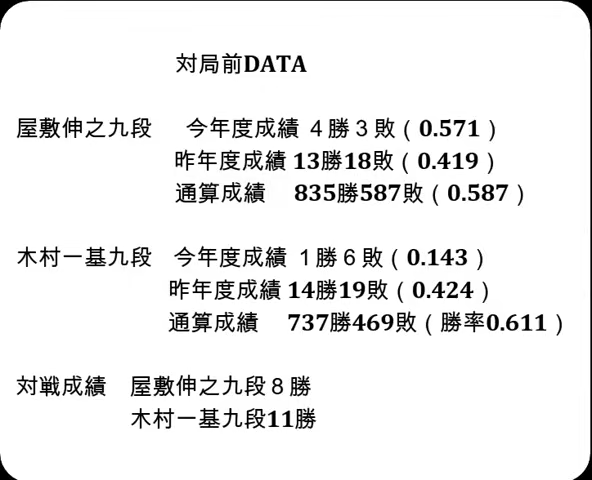 対局前DATA
屋敷伸之九段 今年度成績 4勝3敗(0.571)
昨年度成績 13勝18敗(0.419)
通算成績 835勝587敗(0.587)
木村一基九段 今年度成績 1勝6敗(0.143)
昨年度成績 14勝19敗(0.424)
通算成績 737勝469敗(勝率0.611)
対戦成績 屋敷伸之九段8勝
木村一基九段11勝